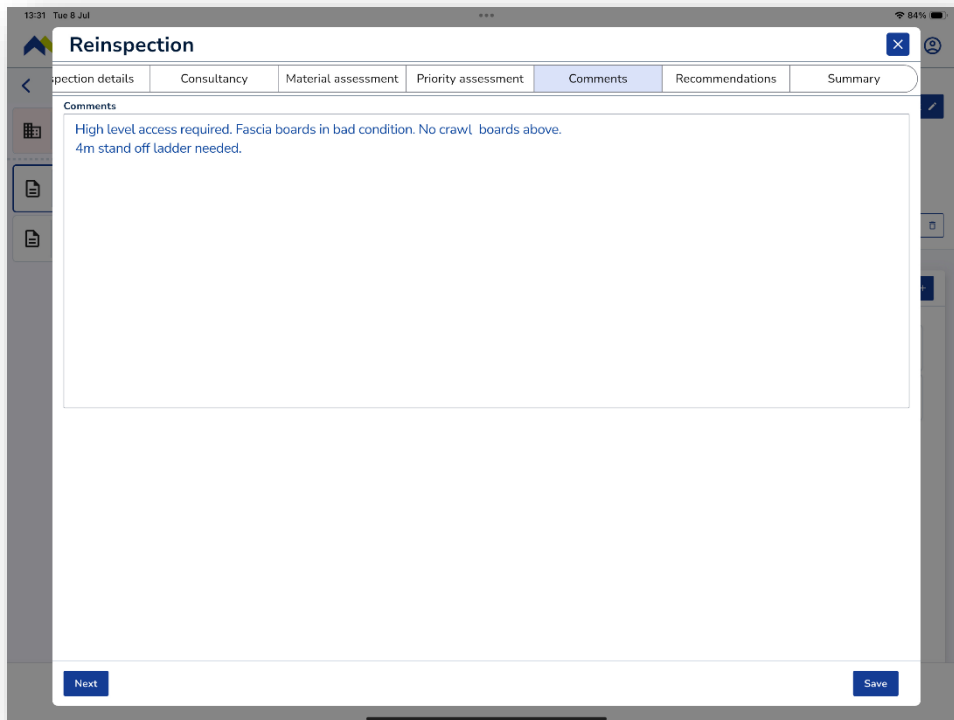 13:31 Tue 8 Jul
84%
Reinspection
spection details
Consultancy
Material assessment
Priority assessment
Comments
Recommendations
Summary
Comments
High level access required. Fascia boards in bad condition. No crawl boards above.
4m stand off ladder needed.
Next
Save